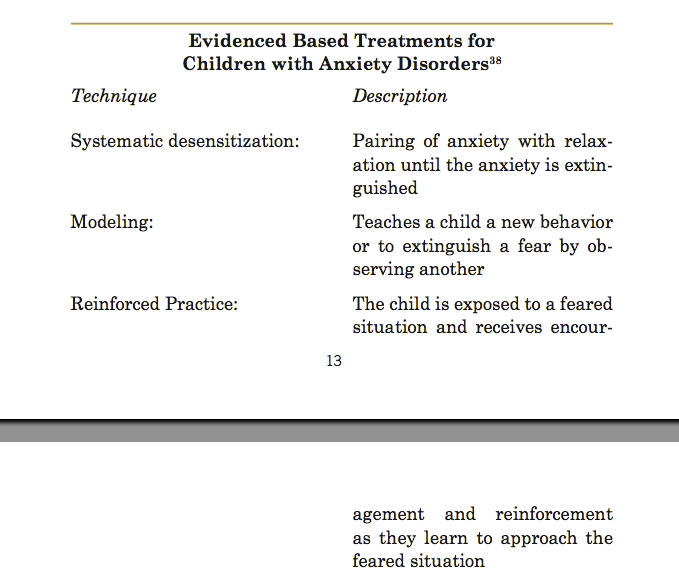 Evidenced Based Treatments for
Children with Anxiety Disorders³⁸
Technique Description
Systematic desensitization: Pairing of anxiety with relax-
ation until the anxiety is extin-
guished
Modeling: Teaches a child a new behavior
or to extinguish a fear by ob-
serving another
Reinforced Practice: The child is exposed to a feared
situation and receives encour-
13
agement and reinforcement
as they learn to approach the
feared situation